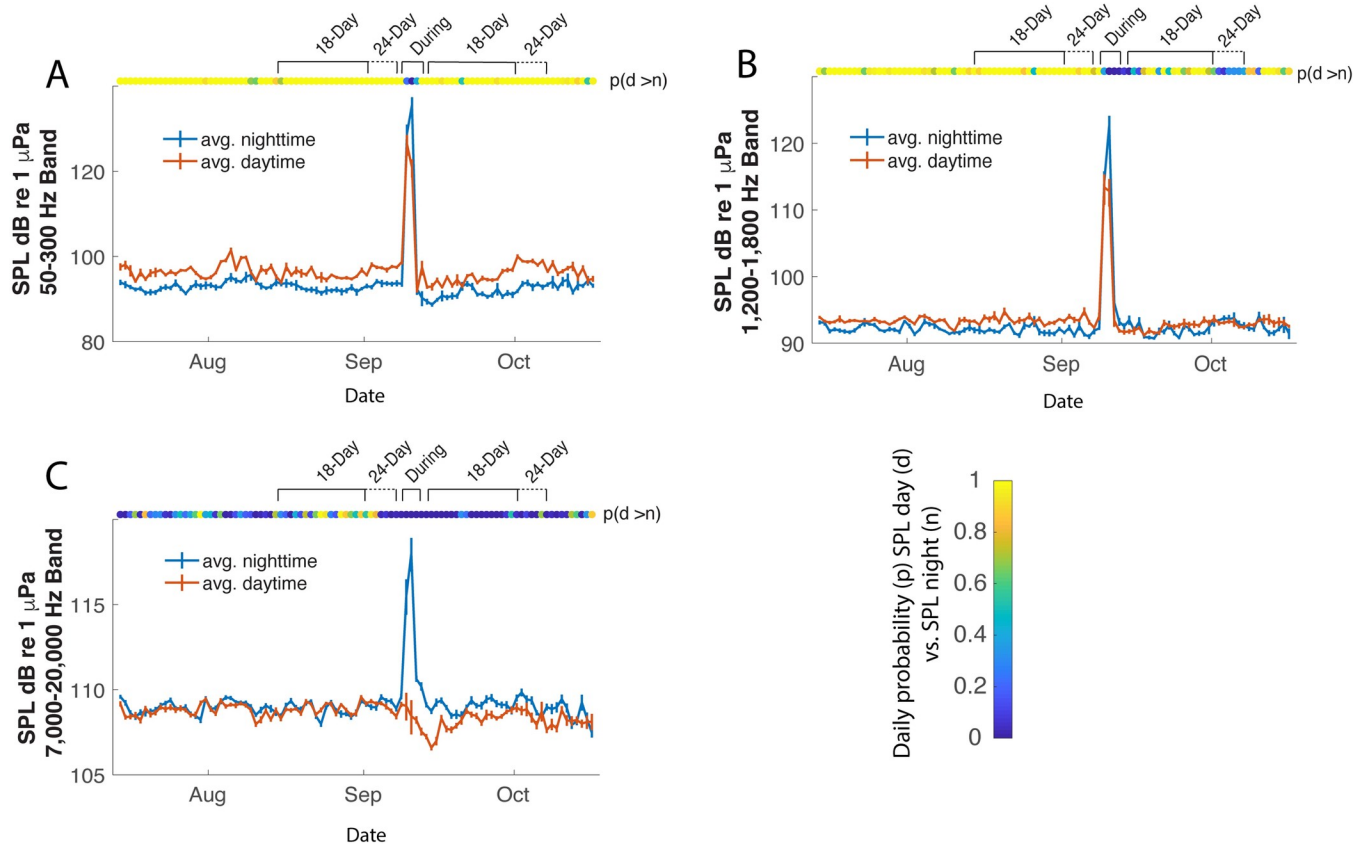 A
18-Day
24-Day
During
18-Day
24-Day
p(d >n)
SPL dB re 1 μPa
50-300 Hz Band
avg. nighttime
avg. daytime
120
100
80
Aug
Sep
Oct
Date
B
18-Day
24-Day
During
18-Day
24-Day
p(d >n)
SPL dB re 1 μPa
1,200-1,800 Hz Band
avg. nighttime
avg. daytime
120
110
100
90
Aug
Sep
Oct
Date
C
18-Day
24-Day
During
18-Day
24-Day
p(d >n)
SPL dB re 1 μPa
7,000-20,000 Hz Band
avg. nighttime
avg. daytime
115
110
105
Aug
Sep
Oct
Date
Daily probability (p) SPL day (d)
vs. SPL night (n)
1
0.8
0.6
0.4
0.2
0